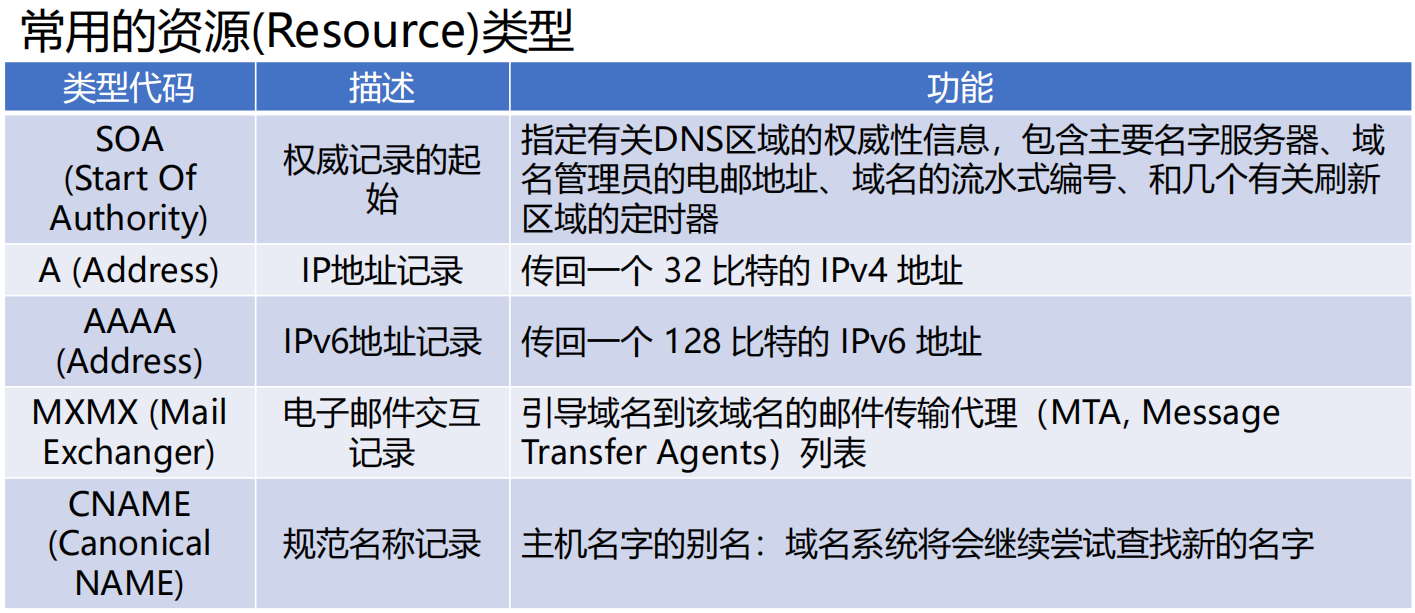 常用的资源(Resource)类型
类型代码
描述
功能
SOA
(Start Of
Authority)
权威记录的起
始
指定有关DNS区域的权威性信息，包含主要名字服务器、域
名管理员的电邮地址、域名的流水式编号、和几个有关刷新
区域的定时器
A (Address)
IP地址记录
传回一个 32 比特的 IPv4 地址
AAAA
(Address)
IPv6地址记录
传回一个 128 比特的 IPv6 地址
MXMX (Mail
Exchanger)
电子邮件交互
记录
引导域名到该域名的邮件传输代理（MTA, Message
Transfer Agents）列表
CNAME
(Canonical
NAME)
规范名称记录
主机名字的别名：域名系统将会继续尝试查找新的名字